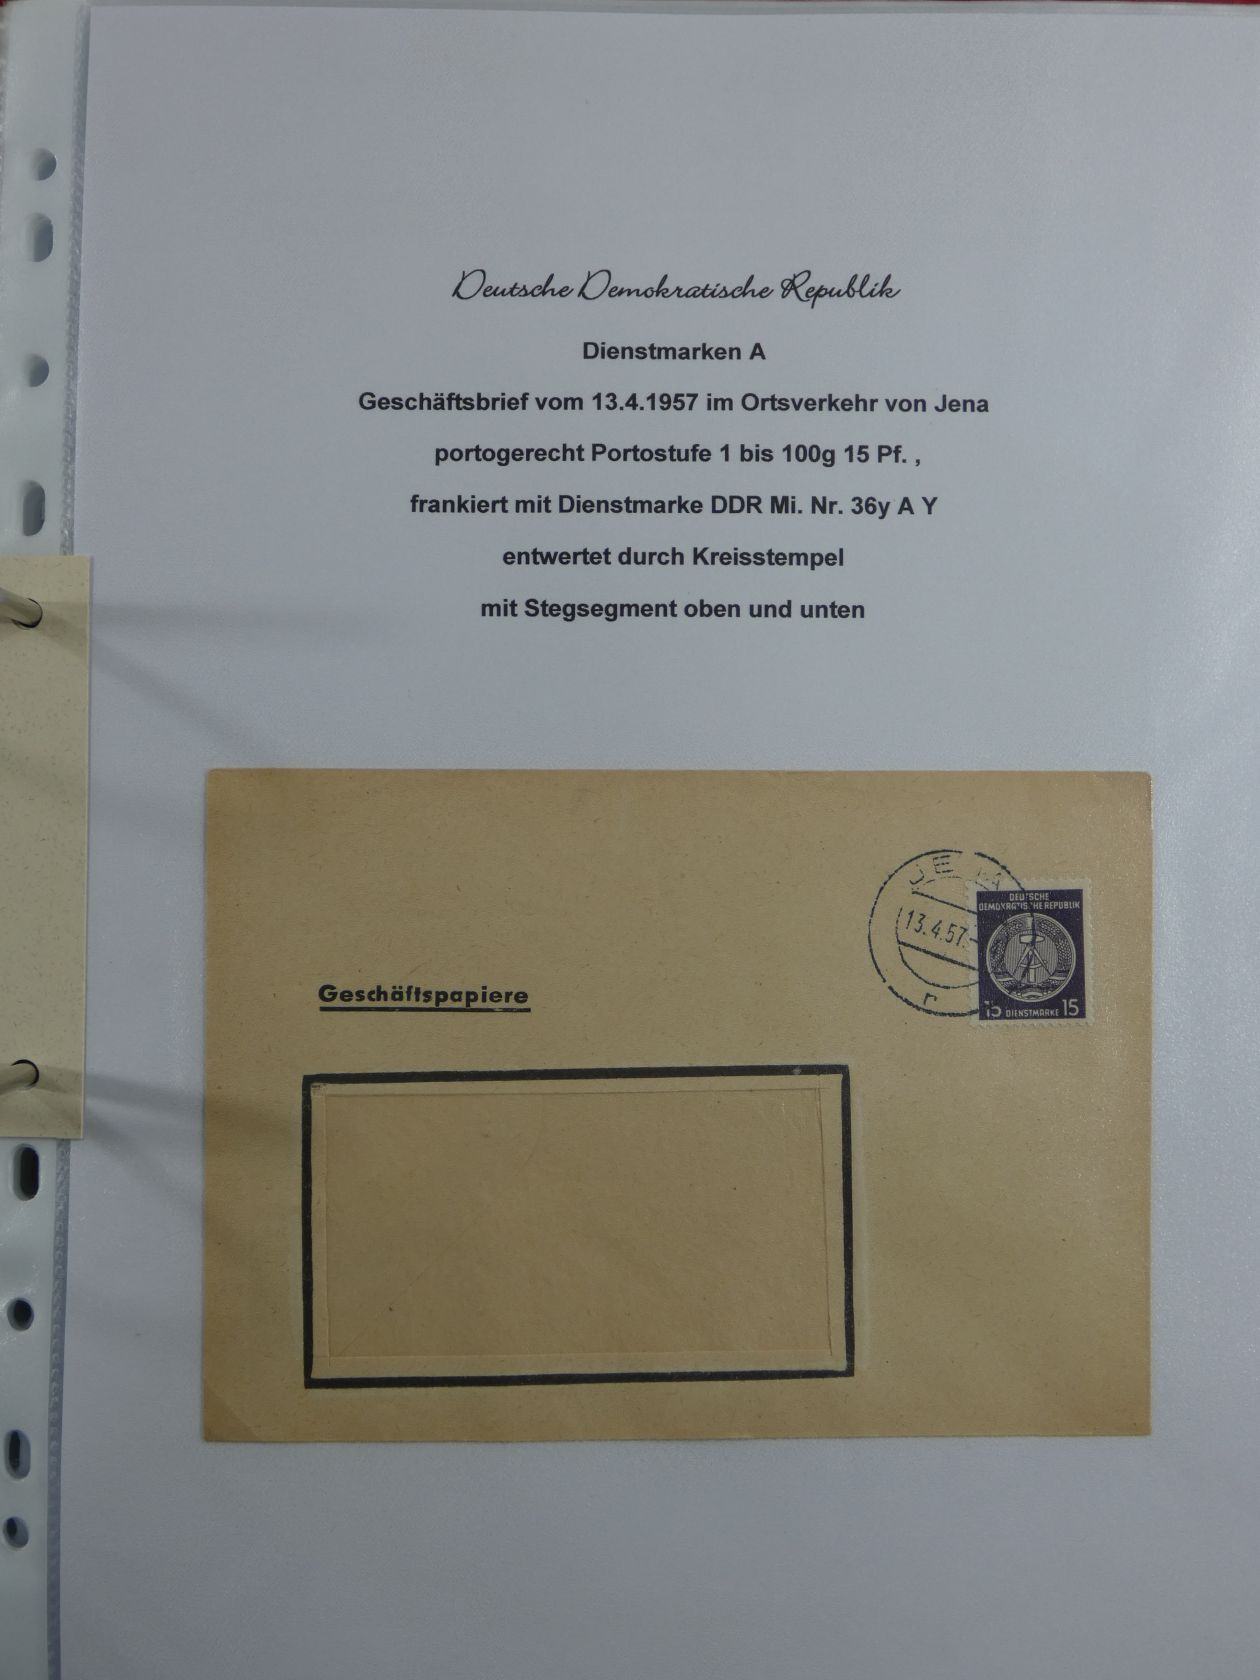 Deutsche Demokratische Republik
Dienstmarken A
Geschäftsbrief vom 13.4.1957 im Ortsverkehr von Jena
portogerecht Portostufe 1 bis 100g 15 Pf. ,
frankiert mit Dienstmarke DDR Mi. Nr. 36y A Y
entwertet durch Kreisstempel
mit Stegsegment oben und unten
JENA
13.4.57.-
r
DEUTSCHE
DEMOKRATISCHE REPUBLIK
15 DIENSTMARKE 15
Geschäftspapiere